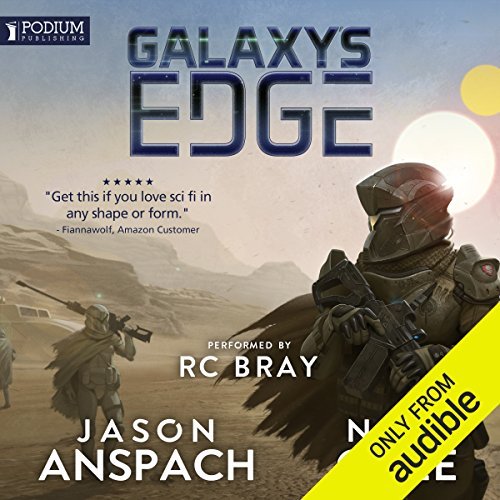 PODIUM
PUBLISHING
GALAXY'S
EDGE
★★★★★
"Get this if you love sci fi in
any shape or form."
- Fiannawolf, Amazon Customer
PERFORMED BY
RC BRAY
JASON
ANSPACH
N
ONLY FROM
audible